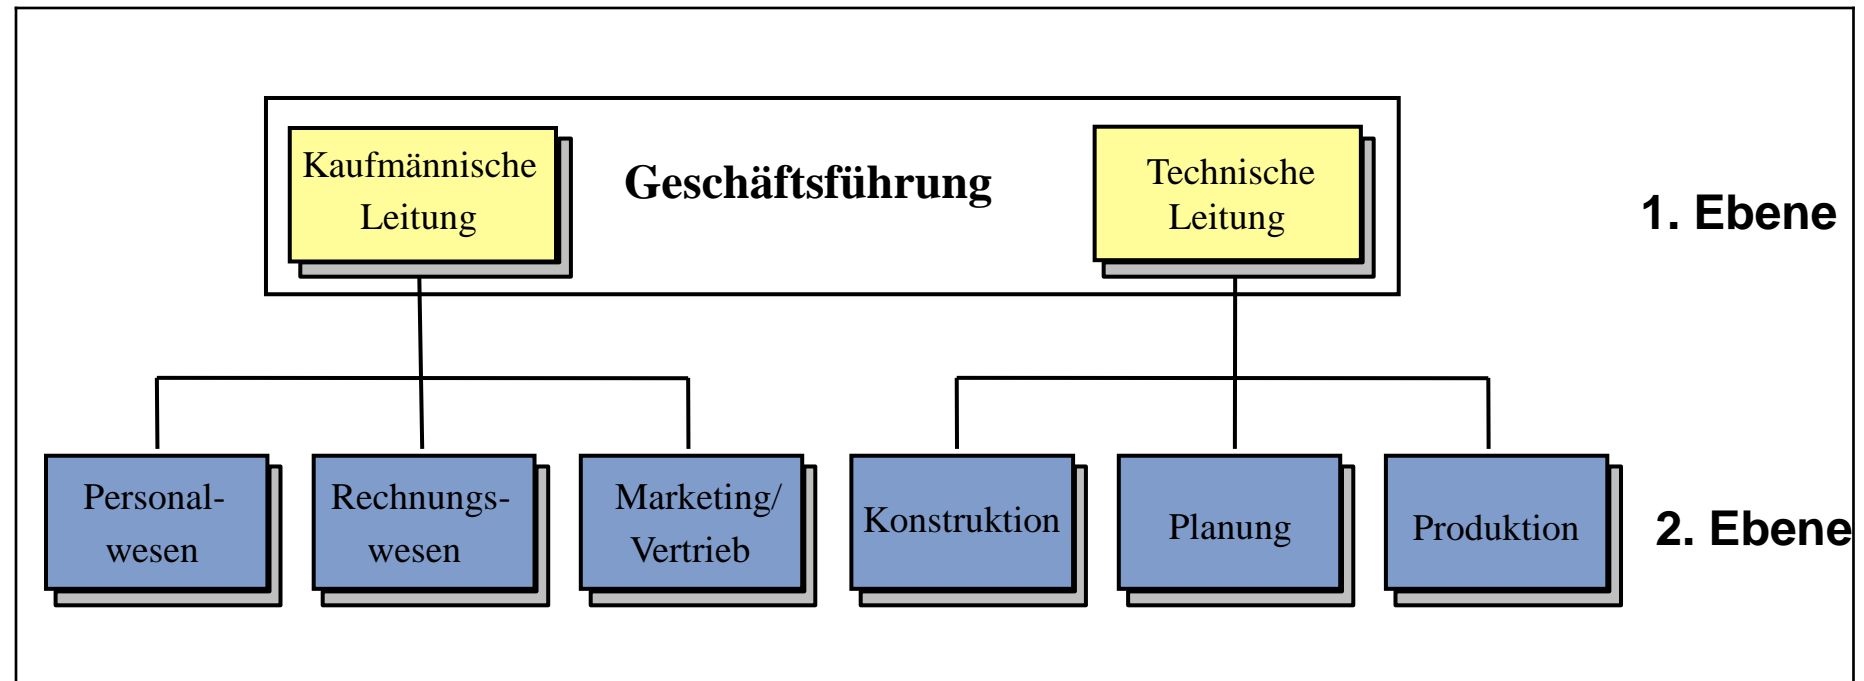 Kaufmännische
Leitung
Geschäftsführung
Technische
Leitung
1. Ebene
Personal-
wesen
Rechnungs-
wesen
Marketing/
Vertrieb
Konstruktion
Planung
Produktion
2. Ebene